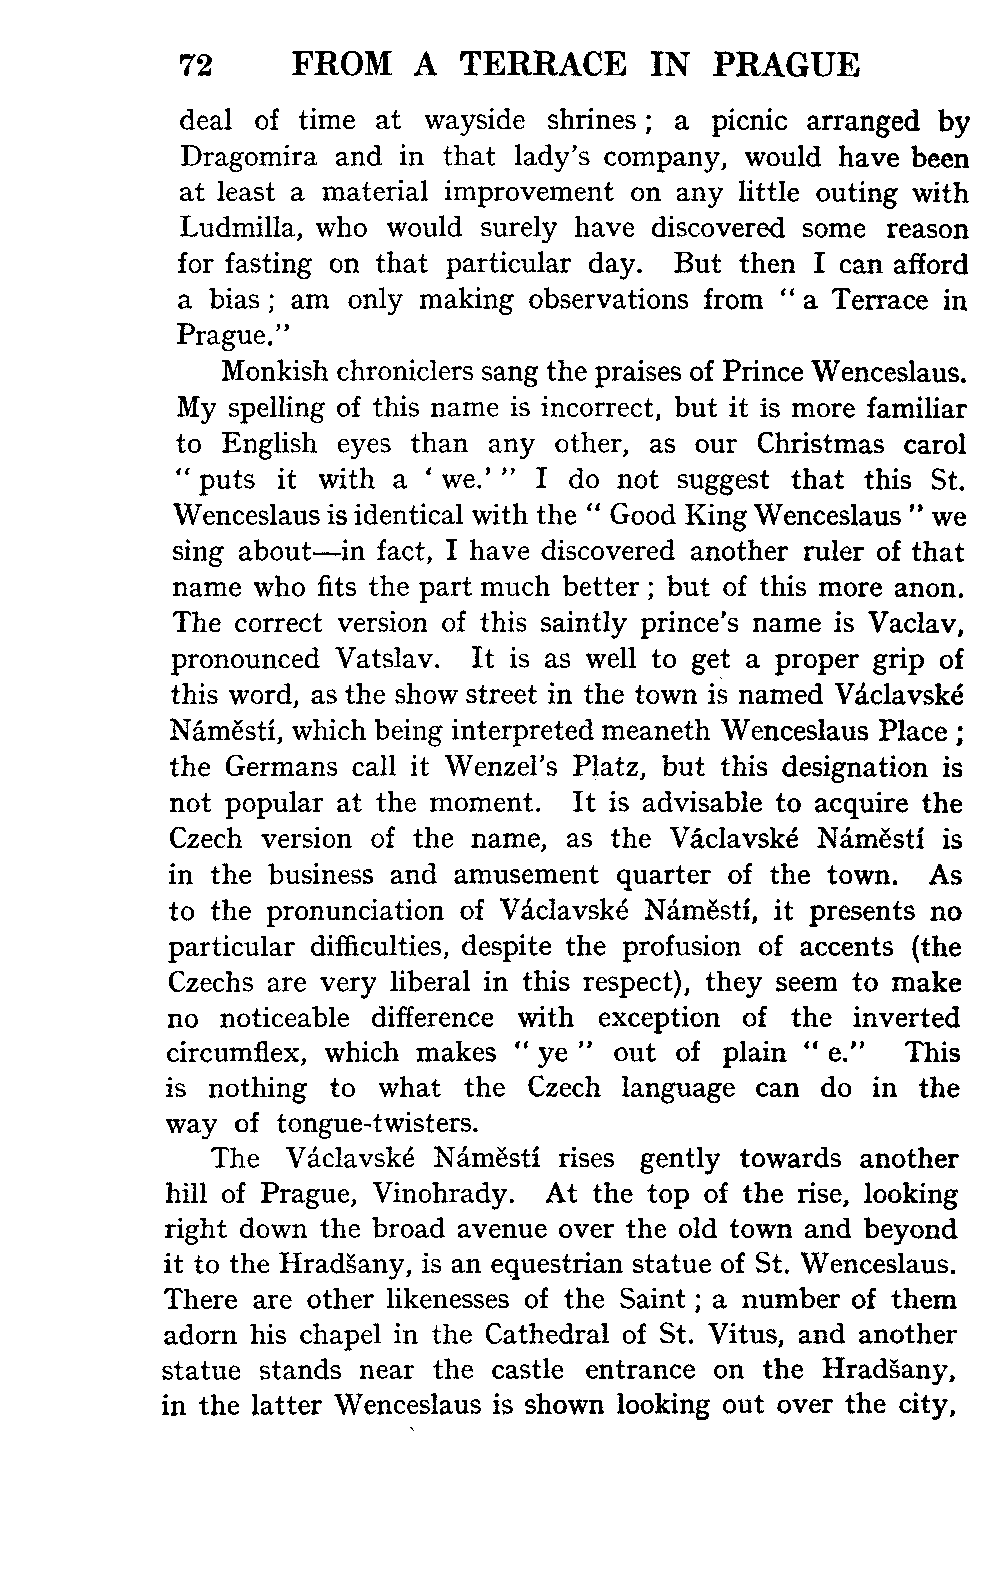 72 FROM A TERRACE IN PRAGUE
deal of time at wayside shrines ; a picnic arranged by
Dragomira and in that lady's company, would have been
at least a material improvement on any little outing with
Ludmilla, who would surely have discovered some reason
for fasting on that particular day. But then I can afford
a bias ; am only making observations from “ a Terrace in
Prague.”
Monkish chroniclers sang the praises of Prince Wenceslaus.
My spelling of this name is incorrect, but it is more familiar
to English eyes than any other, as our Christmas carol
“ puts it with a ‘ we.’ ” I do not suggest that this St.
Wenceslaus is identical with the “ Good King Wenceslaus ” we
sing about—in fact, I have discovered another ruler of that
name who fits the part much better ; but of this more anon.
The correct version of this saintly prince's name is Vaclav,
pronounced Vatslav. It is as well to get a proper grip of
this word, as the show street in the town is named Václavské
Náměstí, which being interpreted meaneth Wenceslaus Place ;
the Germans call it Wenzel's Platz, but this designation is
not popular at the moment. It is advisable to acquire the
Czech version of the name, as the Václavské Náměstí is
in the business and amusement quarter of the town. As
to the pronunciation of Václavské Náměstí, it presents no
particular difficulties, despite the profusion of accents (the
Czechs are very liberal in this respect), they seem to make
no noticeable difference with exception of the inverted
circumflex, which makes “ ye ” out of plain “ e.” This
is nothing to what the Czech language can do in the
way of tongue-twisters.
The Václavské Náměstí rises gently towards another
hill of Prague, Vinohrady. At the top of the rise, looking
right down the broad avenue over the old town and beyond
it to the Hradšany, is an equestrian statue of St. Wenceslaus.
There are other likenesses of the Saint ; a number of them
adorn his chapel in the Cathedral of St. Vitus, and another
statue stands near the castle entrance on the Hradšany,
in the latter Wenceslaus is shown looking out over the city,